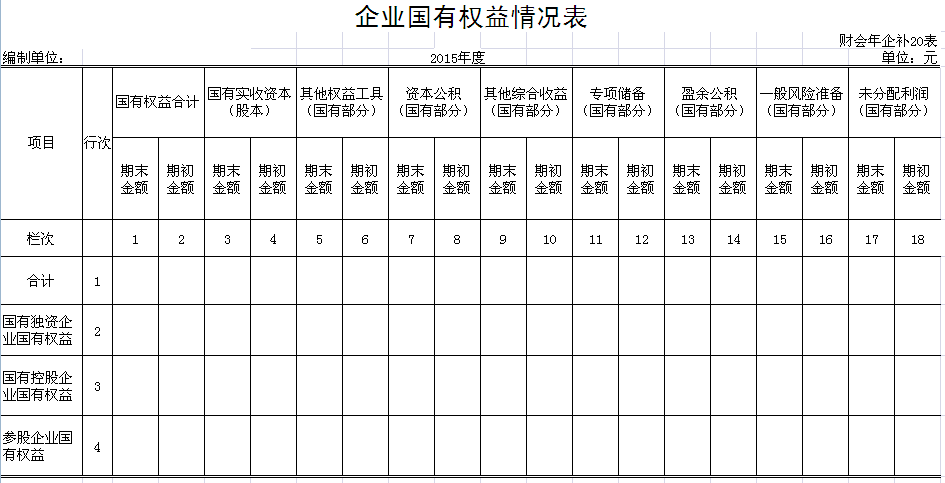 企业国有权益情况表
财会年企补20表
编制单位： 2015年度 单位：元
项目 行次 国有权益合计 国有实收资本（股本） 其他权益工具（国有部分） 资本公积（国有部分） 其他综合收益（国有部分） 专项储备（国有部分） 盈余公积（国有部分） 一般风险准备（国有部分） 未分配利润（国有部分）
期末金额 期初金额 期末金额 期初金额 期末金额 期初金额 期末金额 期初金额 期末金额 期初金额 期末金额 期初金额 期末金额 期初金额 期末金额 期初金额 期末金额 期初金额
栏次 1 2 3 4 5 6 7 8 9 10 11 12 13 14 15 16 17 18
合计 1
国有独资企业国有权益 2
国有控股企业国有权益 3
参股企业国有权益 4